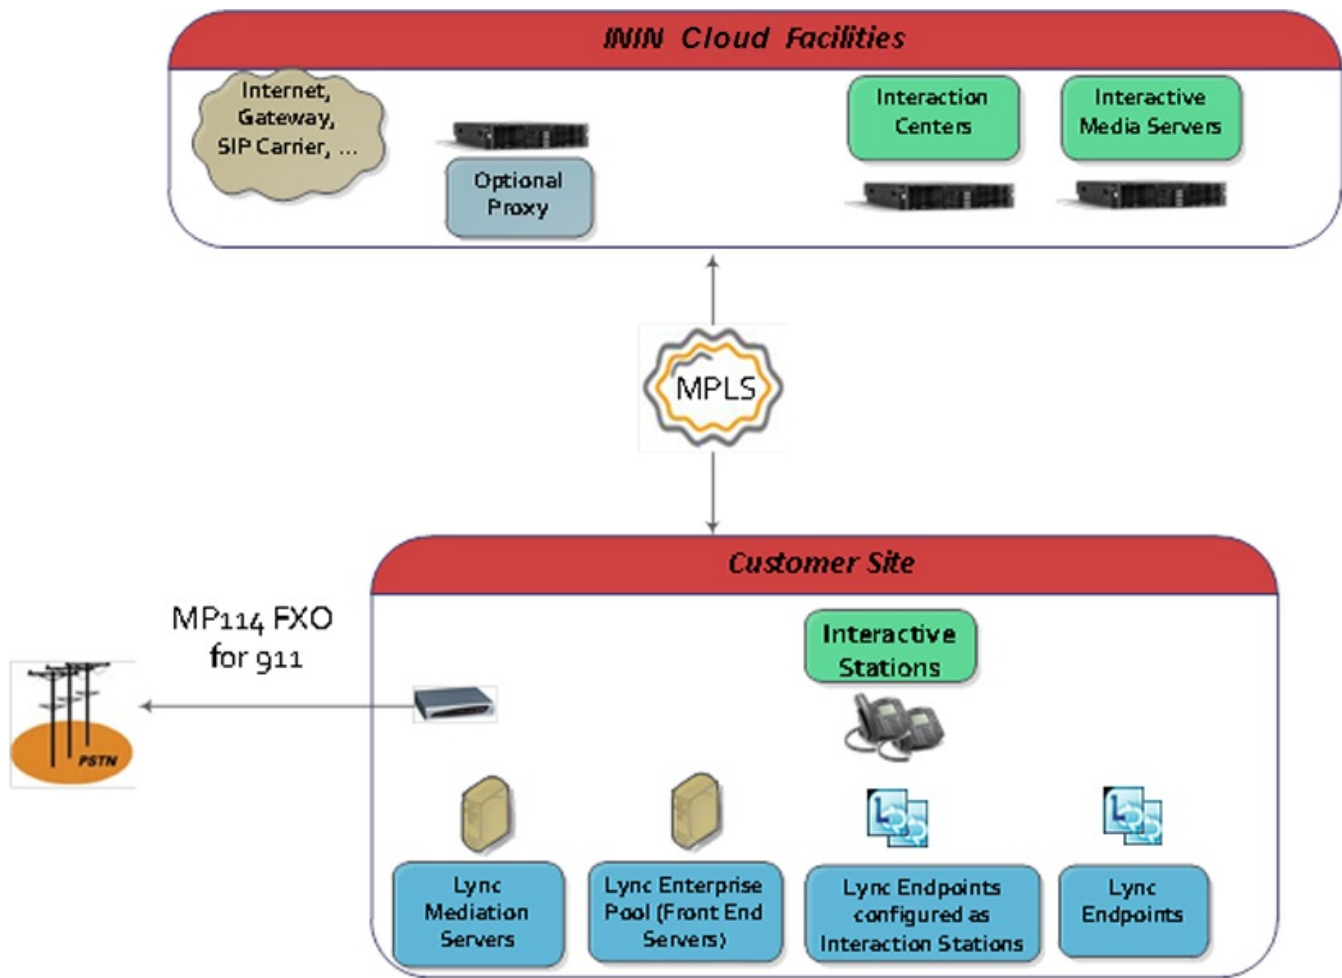 ININ Cloud Facilities
Internet,
Gateway,
SIP Carrier, ...
Optional
Proxy
Interaction
Centers
Interactive
Media Servers
MPLS
Customer Site
MP114 FXO
for 911
PSTN
Interactive
Stations
Lync
Mediation
Servers
Lync Enterprise
Pool (Front End
Servers)
Lync Endpoints
configured as
Interaction Stations
Lync
Endpoints